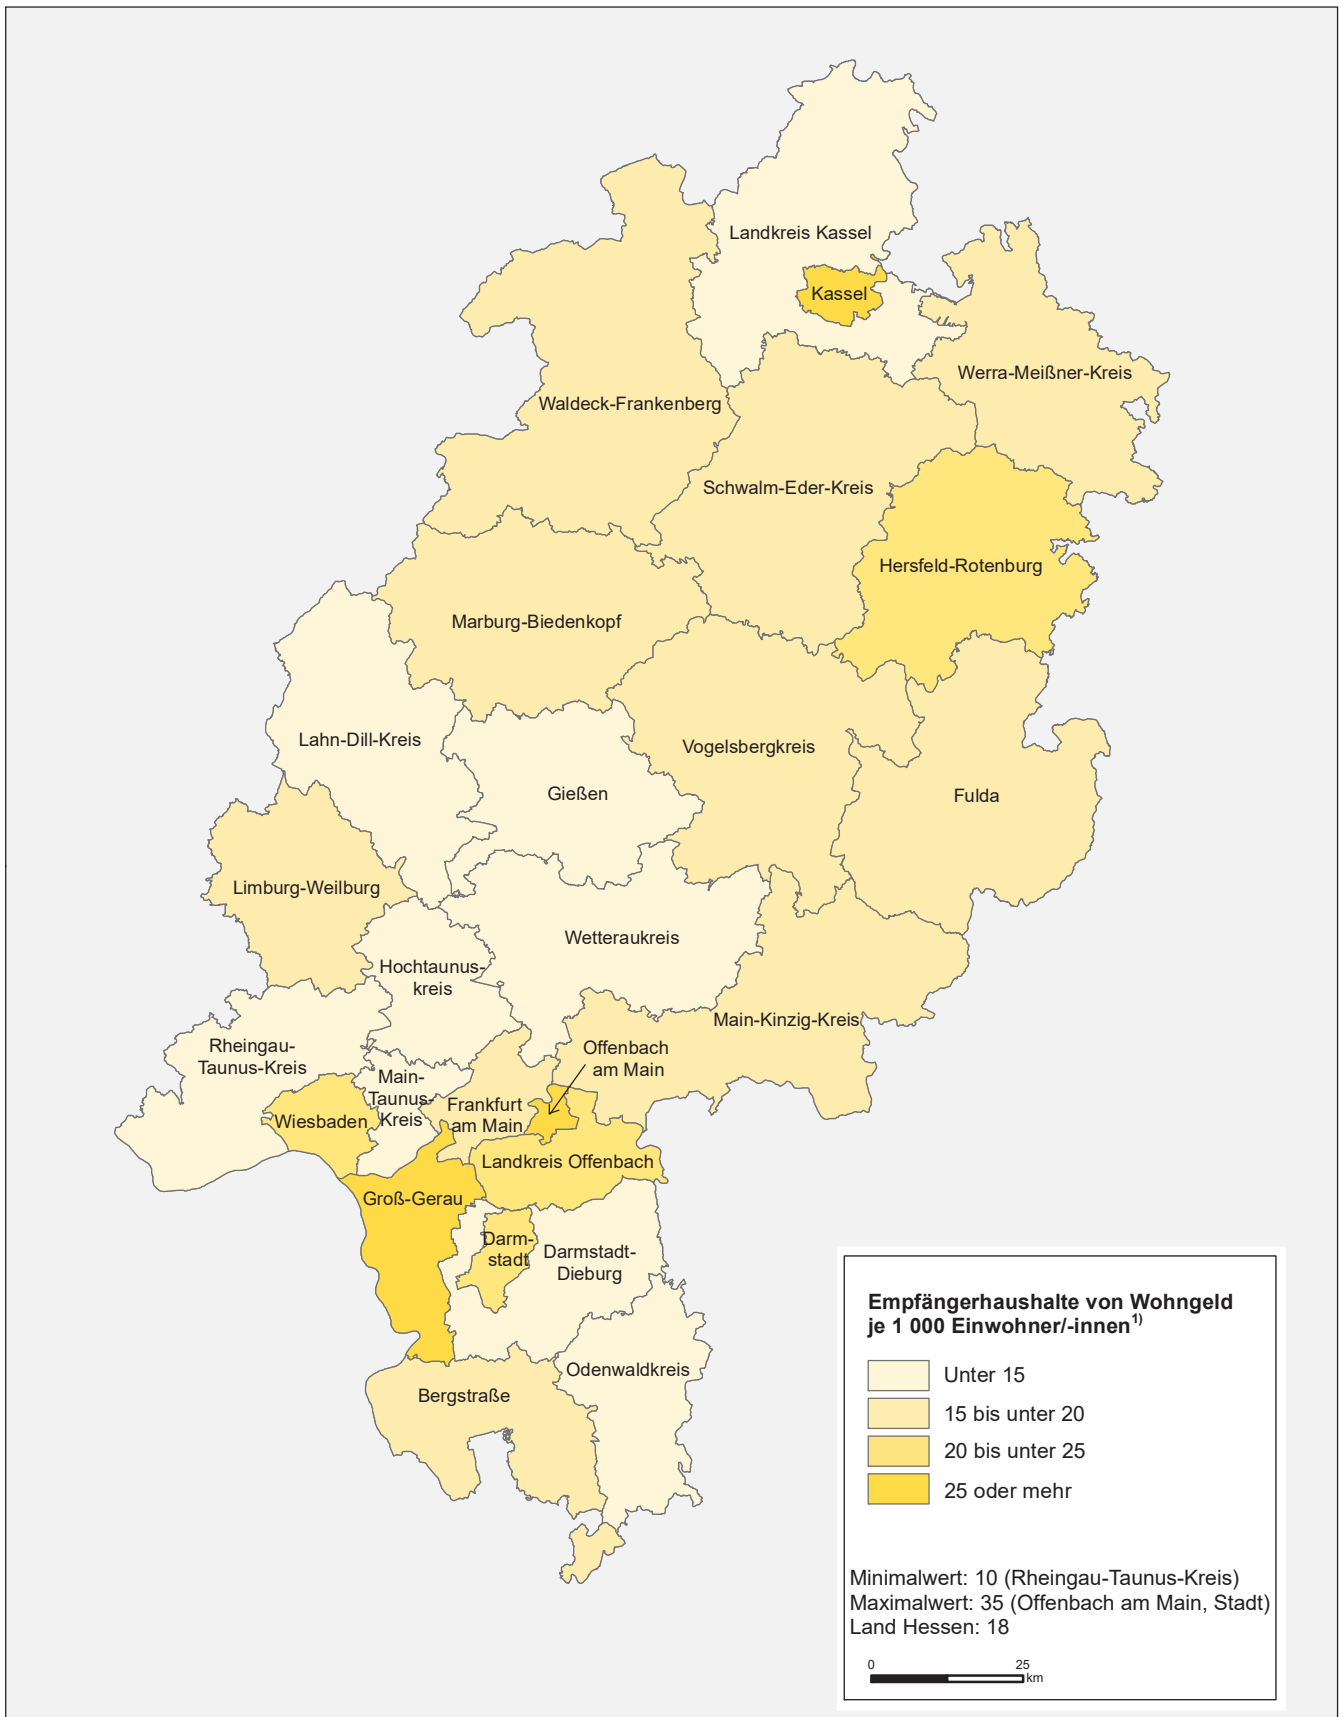 Landkreis Kassel
Kassel
Werra-Meißner-Kreis
Waldeck-Frankenberg
Schwalm-Eder-Kreis
Hersfeld-Rotenburg
Marburg-Biedenkopf
Lahn-Dill-Kreis
Vogelsbergkreis
Gießen
Fulda
Limburg-Weilburg
Wetteraukreis
Hochtaunus-
kreis
Main-Kinzig-Kreis
Rheingau-
Taunus-Kreis
Offenbach
am Main
Main-
Taunus-
Kreis
Frankfurt
am Main
Wiesbaden
Landkreis Offenbach
Groß-Gerau
Darm-
stadt
Darmstadt-
Dieburg
Odenwaldkreis
Bergstraße
Empfängerhaushalte von Wohngeld
je 1 000 Einwohner/-innen1)
Unter 15
15 bis unter 20
20 bis unter 25
25 oder mehr
Minimalwert: 10 (Rheingau-Taunus-Kreis)
Maximalwert: 35 (Offenbach am Main, Stadt)
Land Hessen: 18
0 25
km